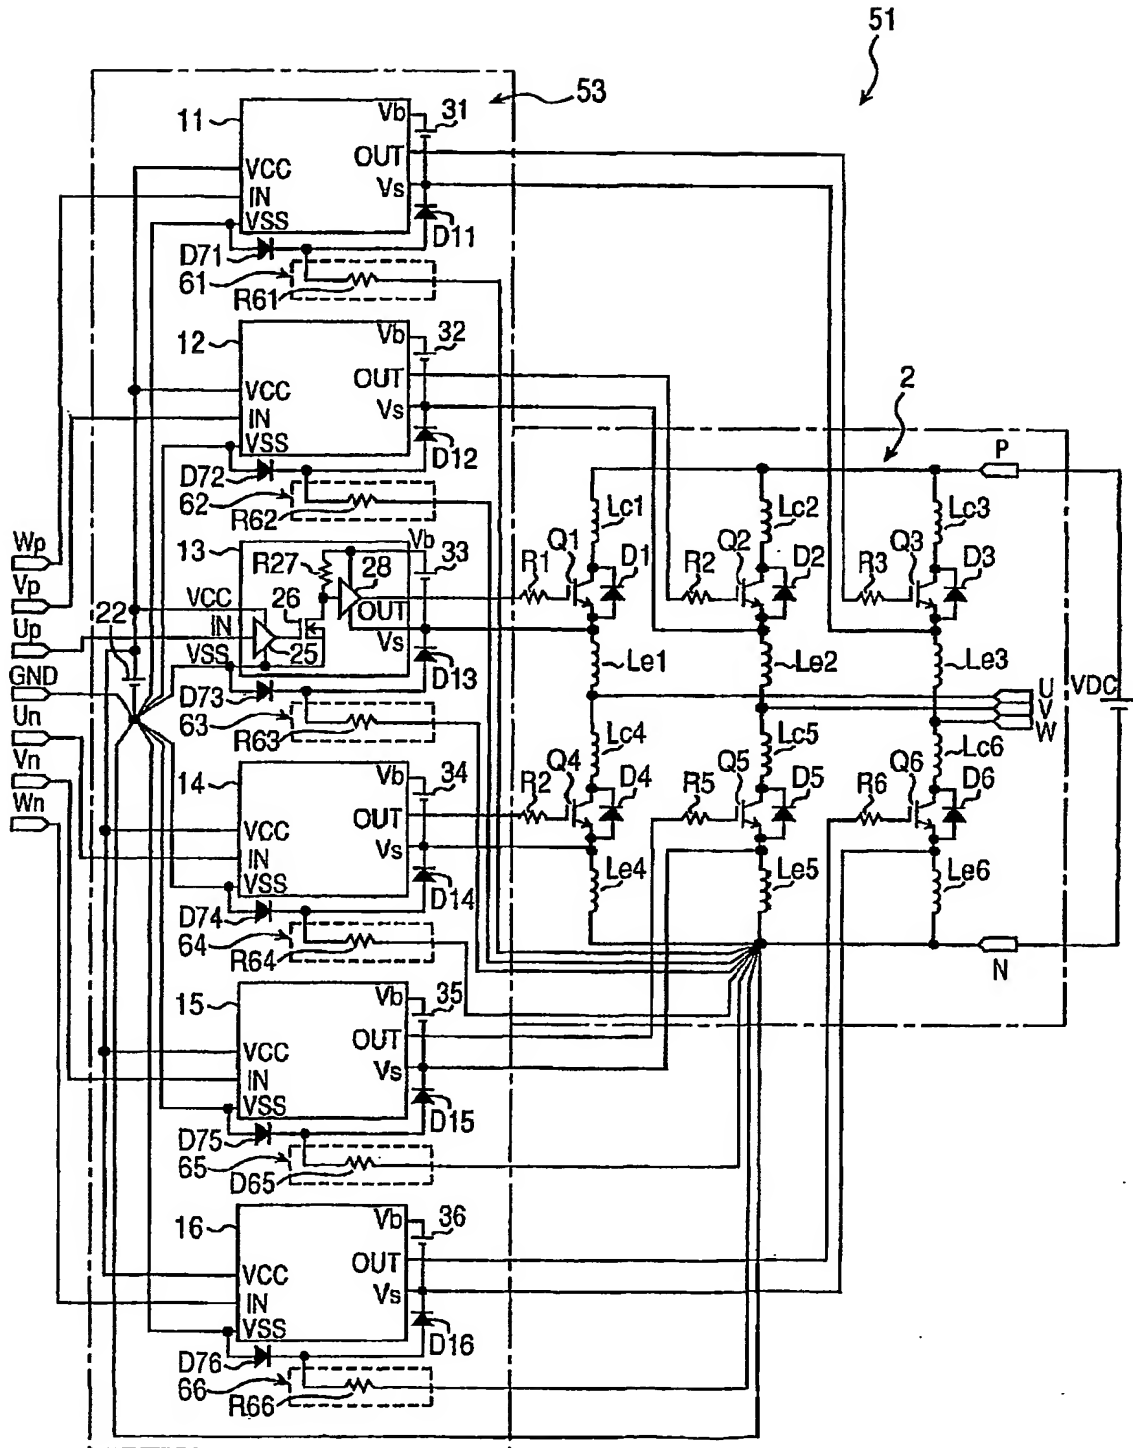 51
53
11
Vb
31
OUT
VCC
Vs
IN
VSS
D11
D71
61
R61
12
Vb
32
OUT
VCC
Vs
IN
VSS
D12
D72
62
R62
2
P
Lc1
Lc2
Lc3
Wp
Vp
Up
GND
Un
Vn
Wn
22
13
Vb
33
R27
28
26
VCC
OUT
IN
25
Vs
VSS
D13
D73
63
R63
R1
Q1
D1
R2
Q2
D2
R3
Q3
D3
Le1
Le2
Le3
U
V
W
VDC
14
Vb
34
OUT
VCC
Vs
IN
VSS
D14
D74
64
R64
Lc4
Lc5
Lc6
R2
Q4
D4
R5
Q5
D5
R6
Q6
D6
Le4
Le5
Le6
N
15
Vb
35
OUT
VCC
Vs
IN
VSS
D15
D75
65
D65
16
Vb
36
OUT
VCC
Vs
IN
VSS
D16
D76
66
R66